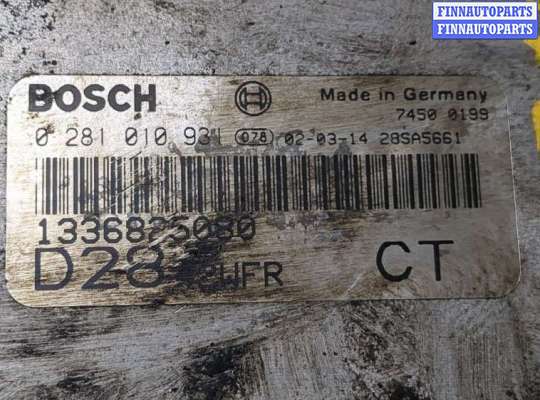 FINNAUTOPARTS
FINNAUTOPARTS
BOSCH
Made in Germany
7450 0199
0 281 010 931 078 02-03-14 28SA5661
1336825080
CT